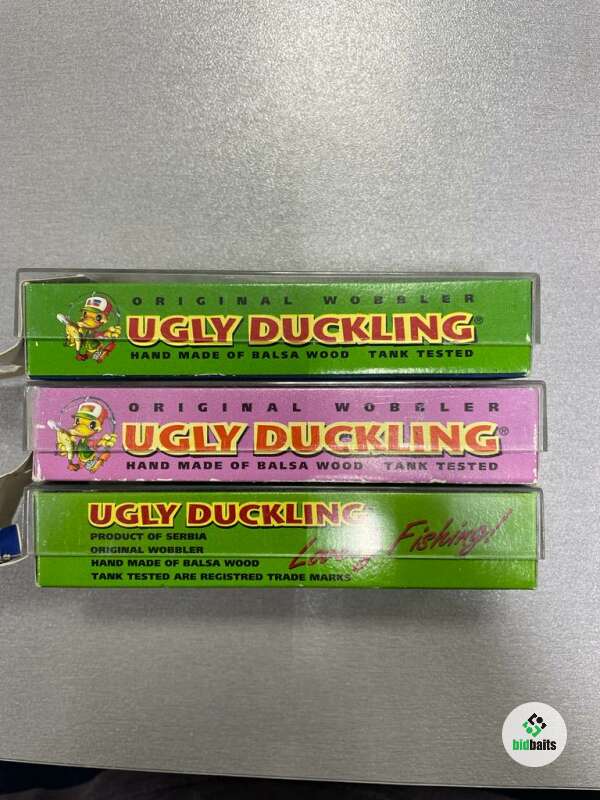 ORIGINAL WOBBLER
UGLY DUCKLING®
HAND MADE OF BALSA WOOD TANK TESTED
ORIGINAL WOBBLER
UGLY DUCKLING®
HAND MADE OF BALSA WOOD TANK TESTED
UGLY DUCKLING
PRODUCT OF SERBIA
ORIGINAL WOBBLER
HAND MADE OF BALSA WOOD
TANK TESTED ARE REGISTRED TRADE MARKS
Fishing!
bidbaits